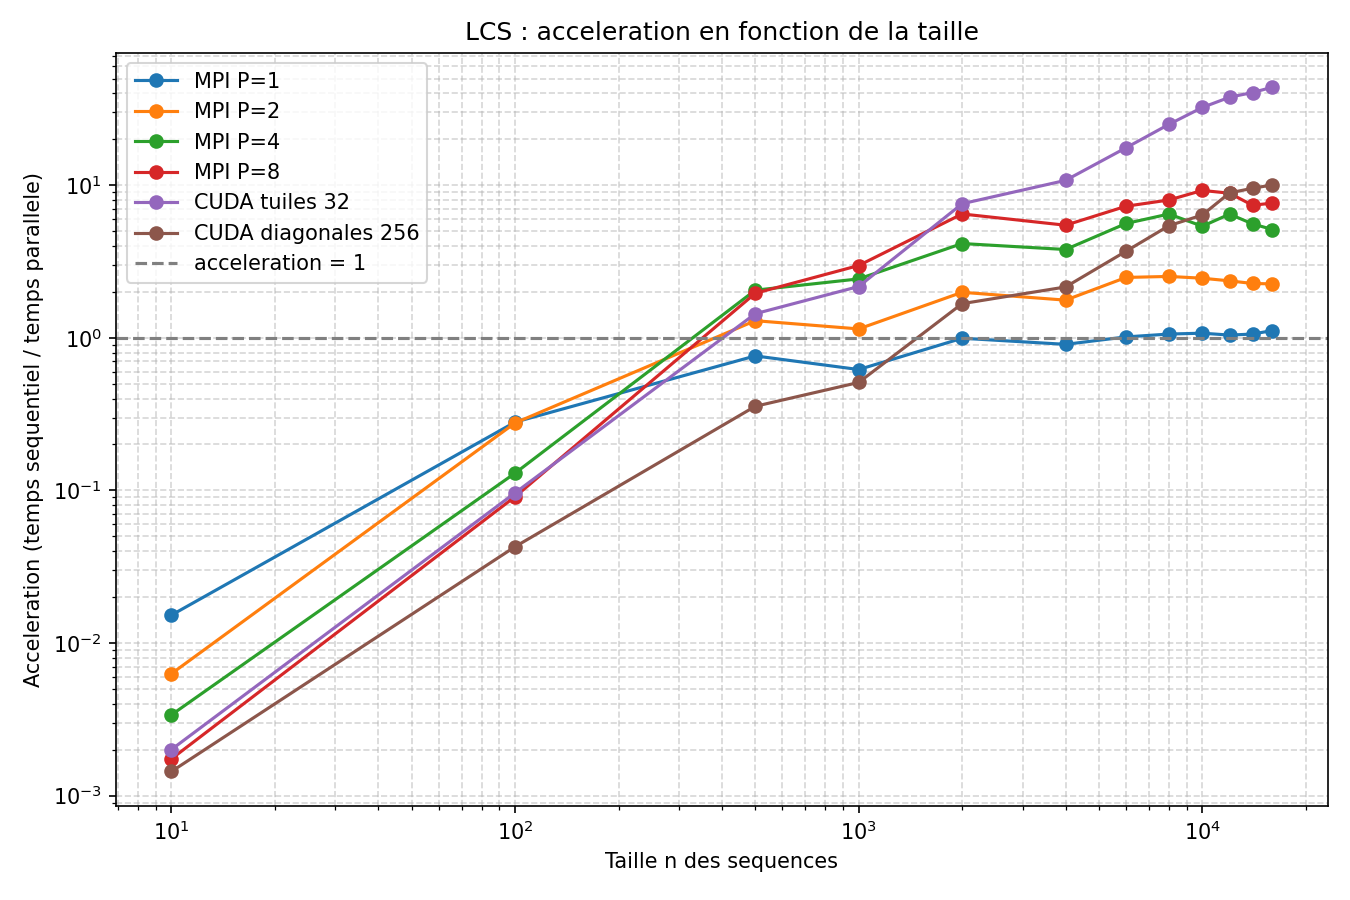 LCS : acceleration en fonction de la taille
MPI P=1
MPI P=2
MPI P=4
MPI P=8
CUDA tuiles 32
CUDA diagonales 256
acceleration = 1
Acceleration (temps sequentiel / temps parallele)
10¹
10⁰
10⁻¹
10⁻²
10⁻³
10¹ 10² 10³ 10⁴
Taille n des sequences